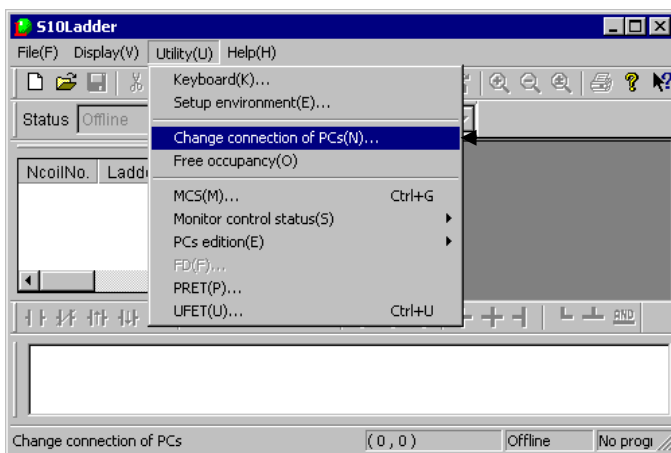 S10Ladder
File(F) Display(V) Utility(U) Help(H)
Keyboard(K)...
Setup environment(E)...
Status Offline
Change connection of PCs(N)...
Free occupancy(O)
NcoilNo.
MCS(M)... Ctrl+G
Monitor control status(S)
PCs edition(E)
FD(F)...
PRET(P)...
UFET(U)... Ctrl+U
AND
Change connection of PCs (0,0) Offline No